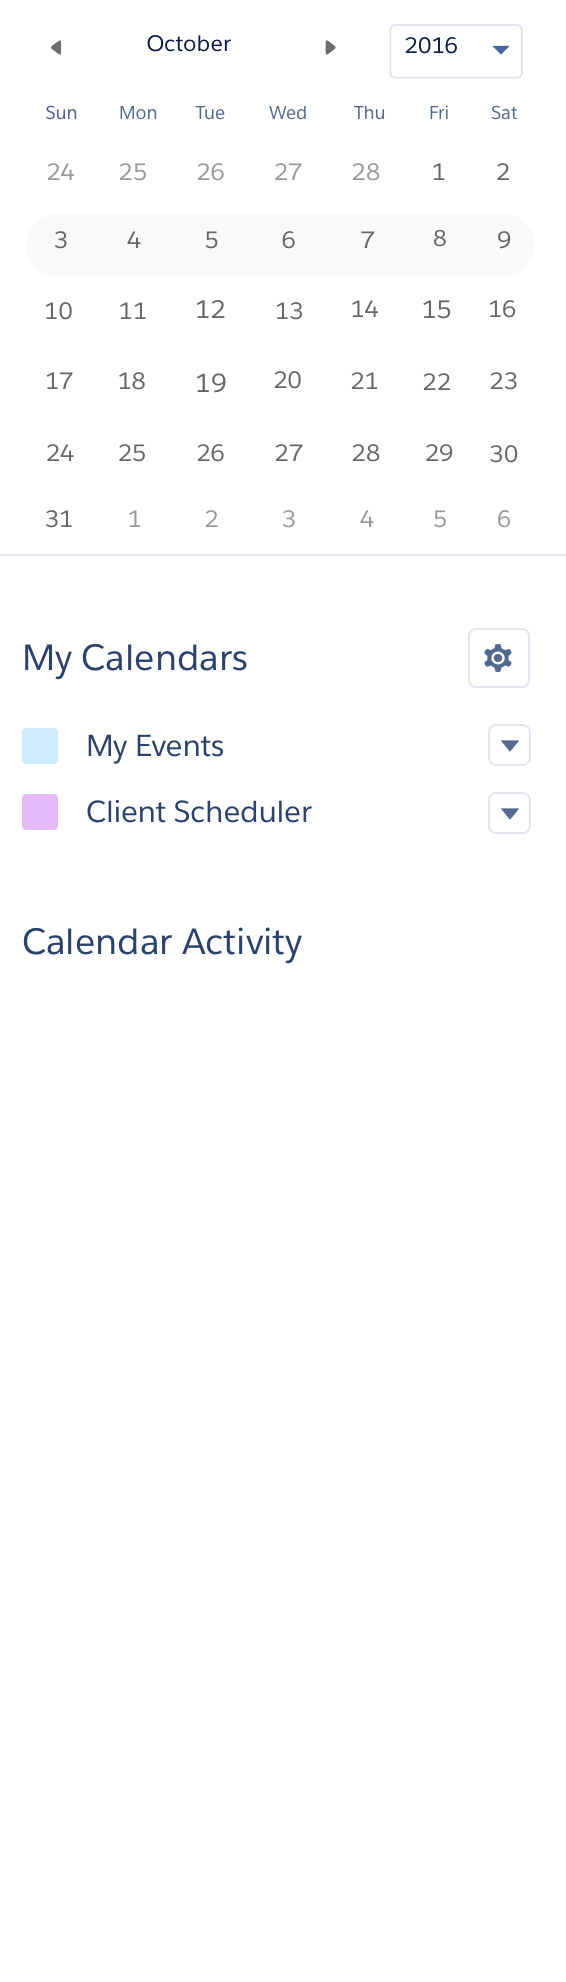 October 2016
Sun Mon Tue Wed Thu Fri Sat
24 25 26 27 28 1 2
3 4 5 6 7 8 9
10 11 12 13 14 15 16
17 18 19 20 21 22 23
24 25 26 27 28 29 30
31 1 2 3 4 5 6
My Calendars
My Events
Client Scheduler
Calendar Activity